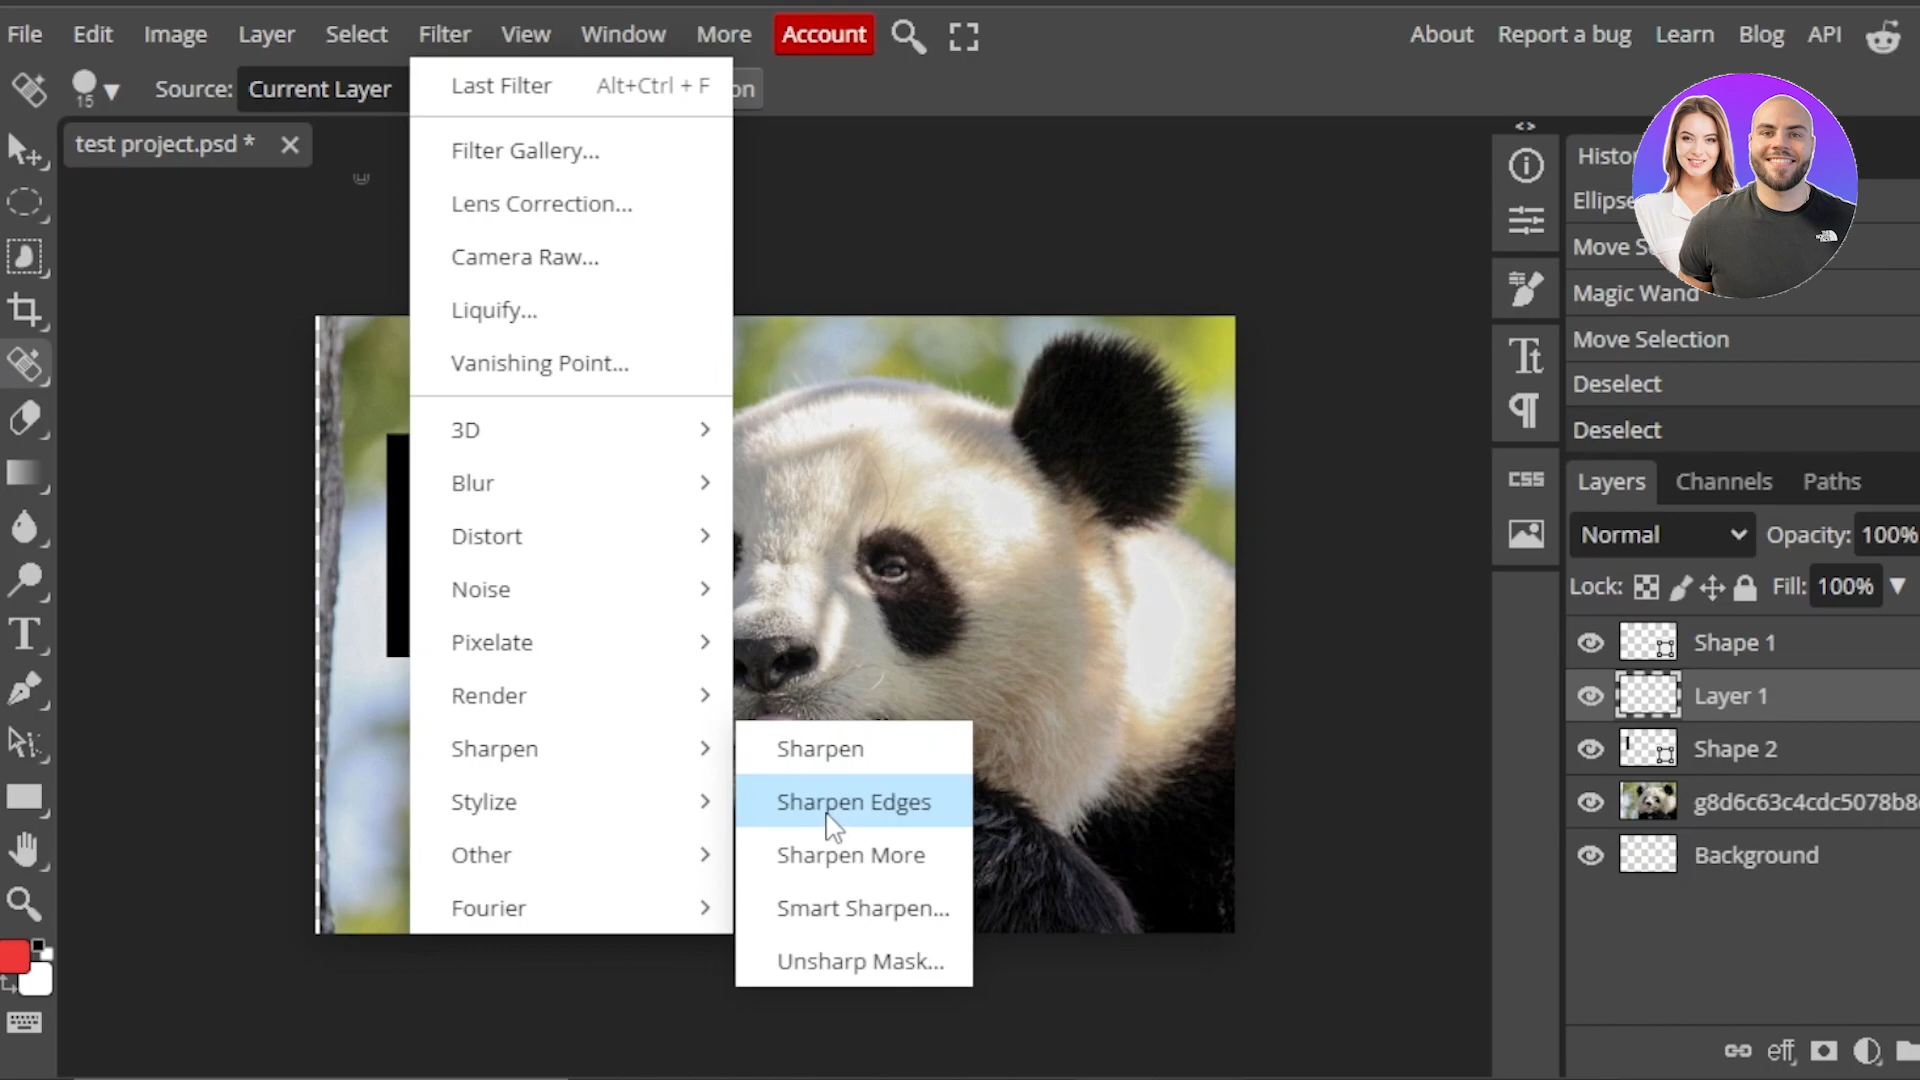 File Edit Image Layer Select Filter View Window More Account About Report a bug Learn Blog API
15 Source: Current Layer
test project.psd *
Last Filter Alt+Ctrl + F
Filter Gallery...
Lens Correction...
Camera Raw...
Liquify...
Vanishing Point...
3D
Blur
Distort
Noise
Pixelate
Render
Sharpen
Stylize
Other
Fourier
Sharpen
Sharpen Edges
Sharpen More
Smart Sharpen...
Unsharp Mask...
CSS
Magic Wand
Move Selection
Deselect
Deselect
Layers Channels Paths
Normal Opacity: 100%
Lock: Fill: 100%
Shape 1
Layer 1
Shape 2
g8d6c63c4cdc5078b8
Background
eff